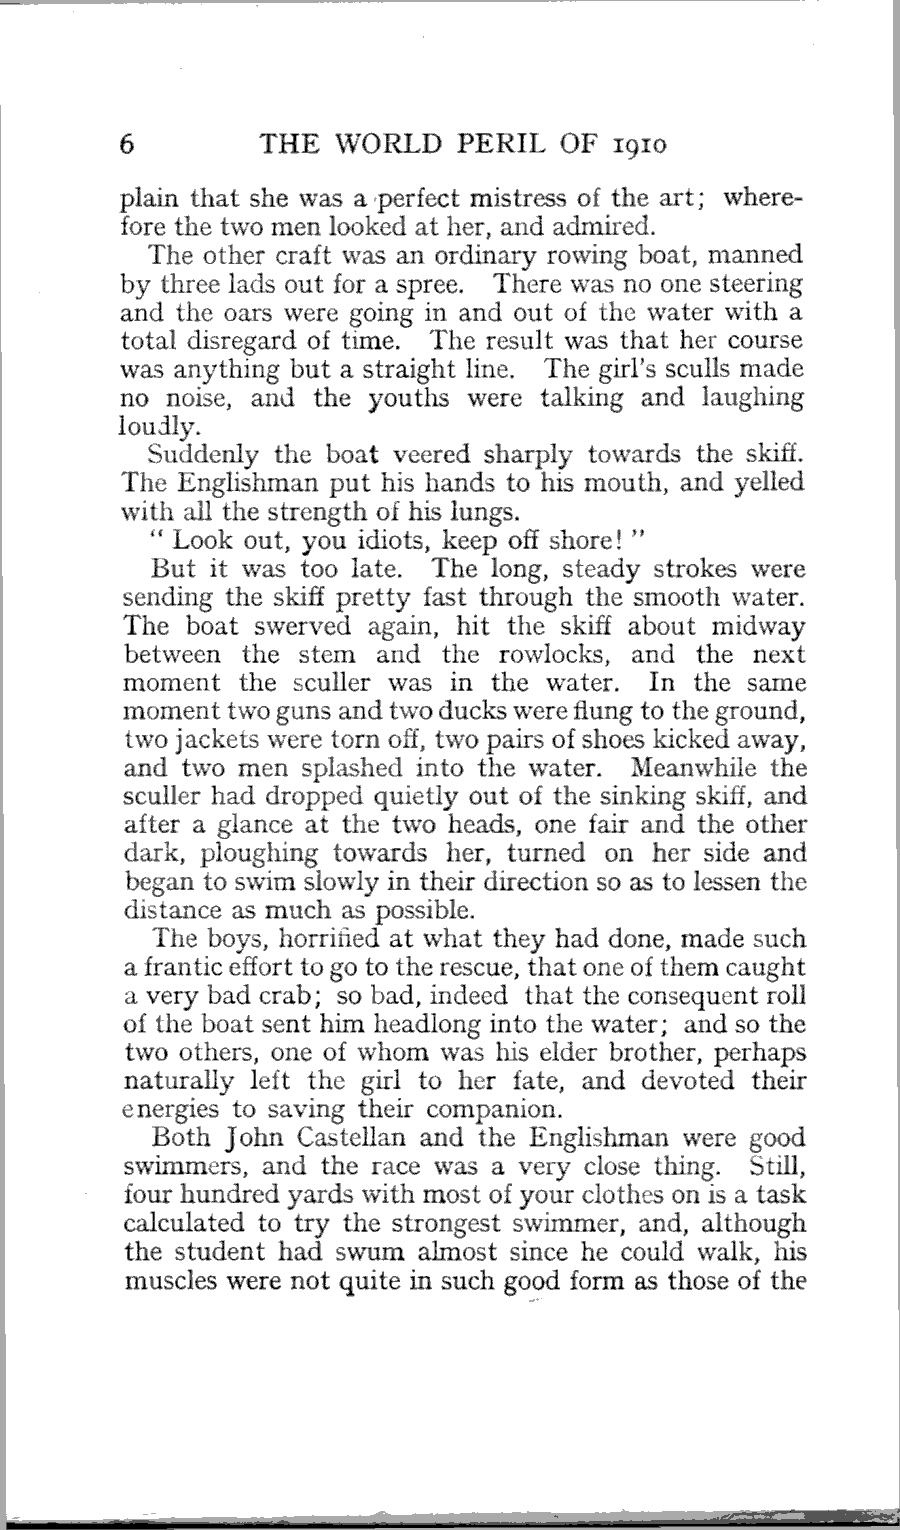 6 THE WORLD PERIL OF 1910
plain that she was a perfect mistress of the art; where-
fore the two men looked at her, and admired.
The other craft was an ordinary rowing boat, manned
by three lads out for a spree. There was no one steering
and the oars were going in and out of the water with a
total disregard of time. The result was that her course
was anything but a straight line. The girl's sculls made
no noise, and the youths were talking and laughing
loudly.
Suddenly the boat veered sharply towards the skiff.
The Englishman put his hands to his mouth, and yelled
with all the strength of his lungs.
" Look out, you idiots, keep off shore! "
But it was too late. The long, steady strokes were
sending the skiff pretty fast through the smooth water.
The boat swerved again, hit the skiff about midway
between the stem and the rowlocks, and the next
moment the sculler was in the water. In the same
moment two guns and two ducks were flung to the ground,
two jackets were torn off, two pairs of shoes kicked away,
and two men splashed into the water. Meanwhile the
sculler had dropped quietly out of the sinking skiff, and
after a glance at the two heads, one fair and the other
dark, ploughing towards her, turned on her side and
began to swim slowly in their direction so as to lessen the
distance as much as possible.
The boys, horrified at what they had done, made such
a frantic effort to go to the rescue, that one of them caught
a very bad crab; so bad, indeed that the consequent roll
of the boat sent him headlong into the water; and so the
two others, one of whom was his elder brother, perhaps
naturally left the girl to her fate, and devoted their
energies to saving their companion.
Both John Castellan and the Englishman were good
swimmers, and the race was a very close thing. Still,
four hundred yards with most of your clothes on is a task
calculated to try the strongest swimmer, and, although
the student had swum almost since he could walk, his
muscles were not quite in such good form as those of the